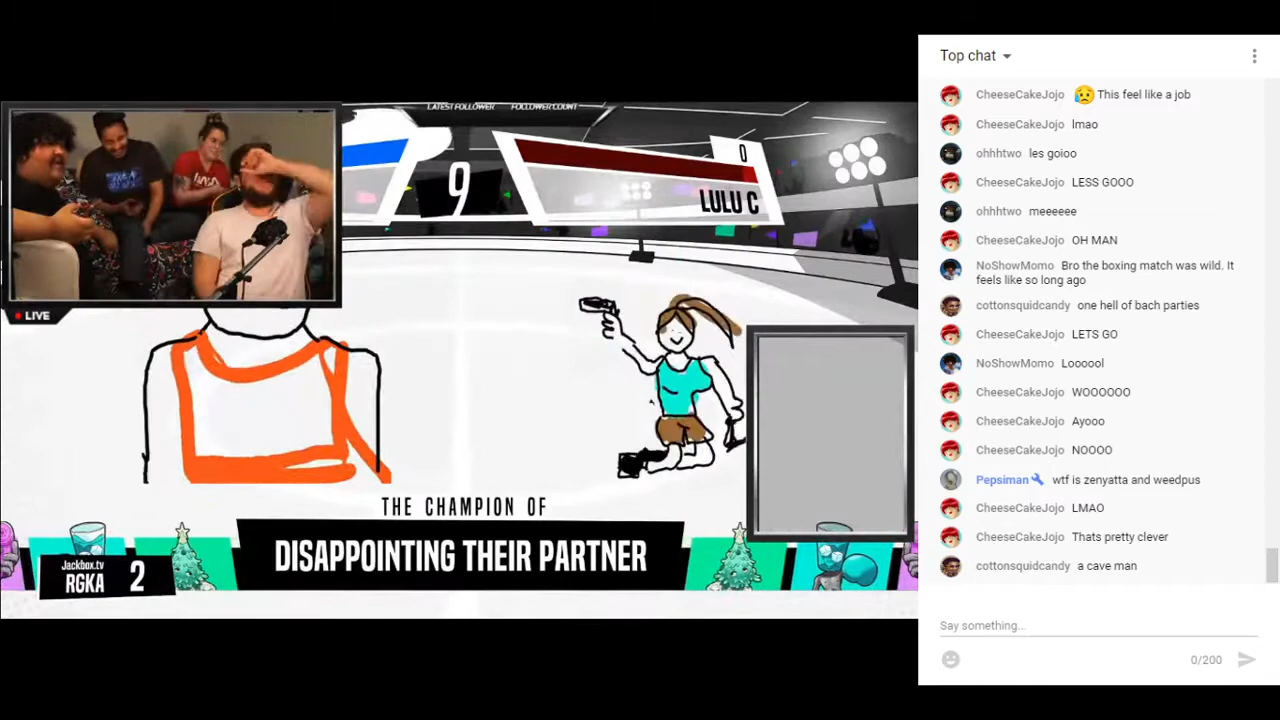 LATEST FOLLOWER
FOLLOWER COUNT
9
0
LULU C
LIVE
THE CHAMPION OF
DISAPPOINTING THEIR PARTNER
Jackbox.tv
RGKA
2
Top chat
CheeseCakeJojo 😥 This feel like a job
CheeseCakeJojo lmao
ohhhtwo les goioo
CheeseCakeJojo LESS GOOO
ohhhtwo meeeeee
CheeseCakeJojo OH MAN
NoShowMomo Bro the boxing match was wild. It
feels like so long ago
cottonsquidcandy one hell of bach parties
CheeseCakeJojo LETS GO
NoShowMomo Loooool
CheeseCakeJojo WOOOOOO
CheeseCakeJojo Ayooo
CheeseCakeJojo NOOOO
Pepsiman wtf is zenyatta and weedpus
CheeseCakeJojo LMAO
CheeseCakeJojo Thats pretty clever
cottonsquidcandy a cave man
Say something...
0/200